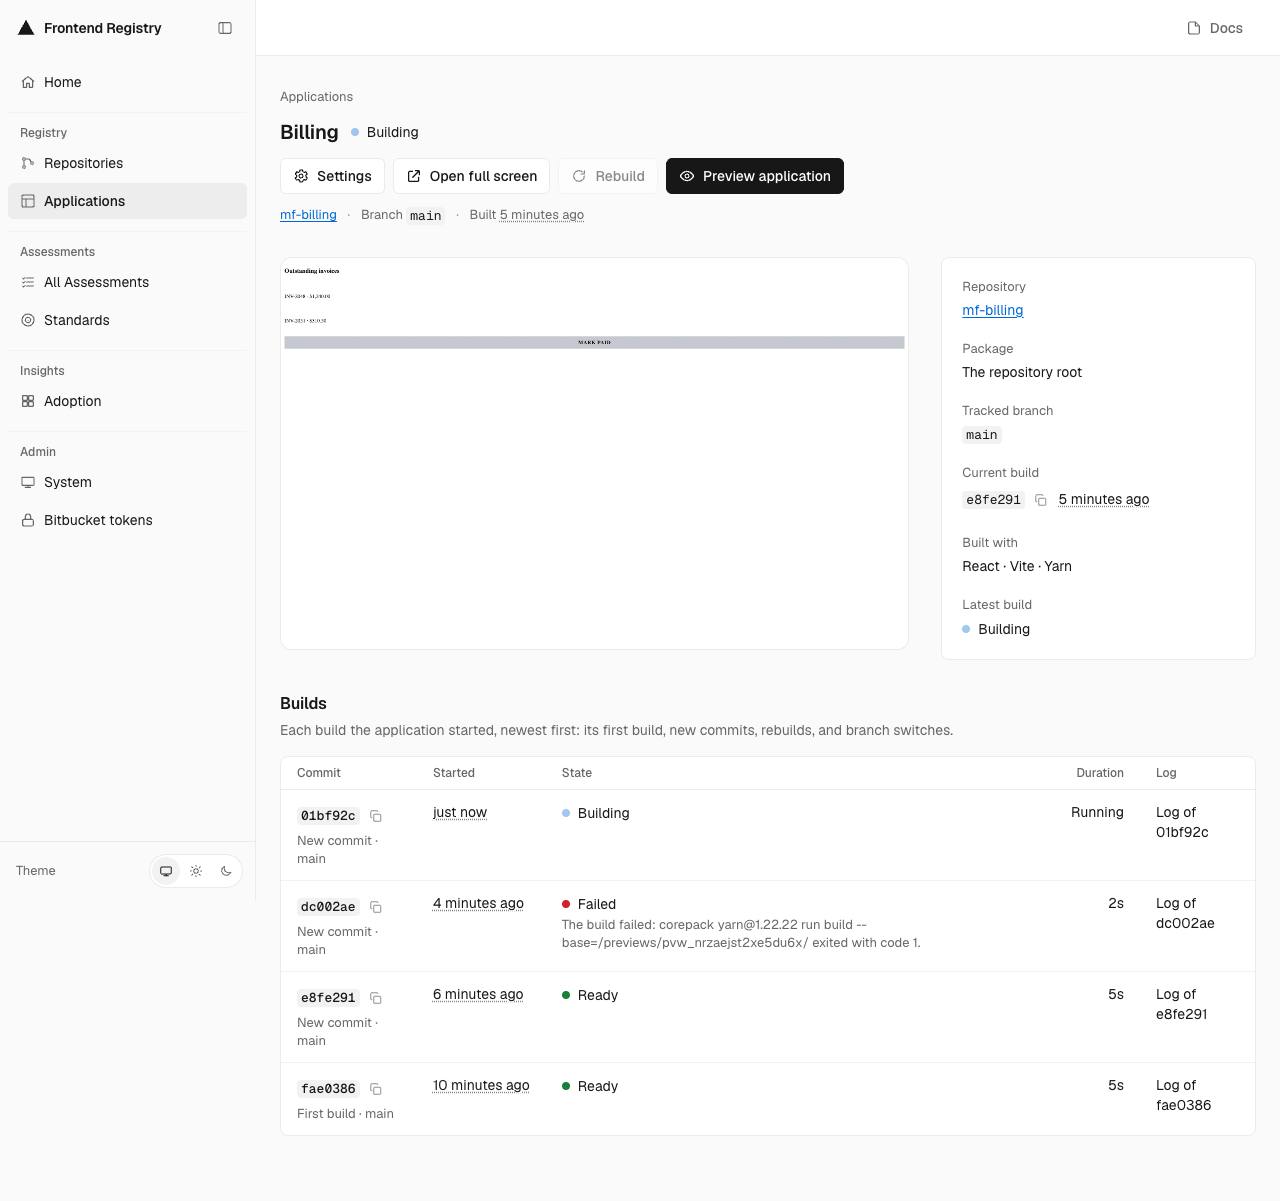 Frontend Registry
Docs
Home
Registry
Repositories
Applications
Assessments
All Assessments
Standards
Insights
Adoption
Admin
System
Bitbucket tokens
Theme
Applications
Billing
Building
Settings
Open full screen
Rebuild
Preview application
mf-billing · Branch main · Built 5 minutes ago
Outstanding invoices
MARK PAID
Repository
mf-billing
Package
The repository root
Tracked branch
main
Current build
e8fe291 5 minutes ago
Built with
React · Vite · Yarn
Latest build
Building
Builds
Each build the application started, newest first: its first build, new commits, rebuilds, and branch switches.
Commit Started State Duration Log
01bf92c just now Building Running Log of
01bf92c
New commit ·
main
dc002ae 4 minutes ago Failed 2s Log of
dc002ae
The build failed: corepack yarn@1.22.22 run build --
base=/previews/pvw_nrzaejst2xe5du6x/ exited with code 1.
New commit ·
main
e8fe291 6 minutes ago Ready 5s Log of
e8fe291
New commit ·
main
fae0386 10 minutes ago Ready 5s Log of
fae0386
First build · main